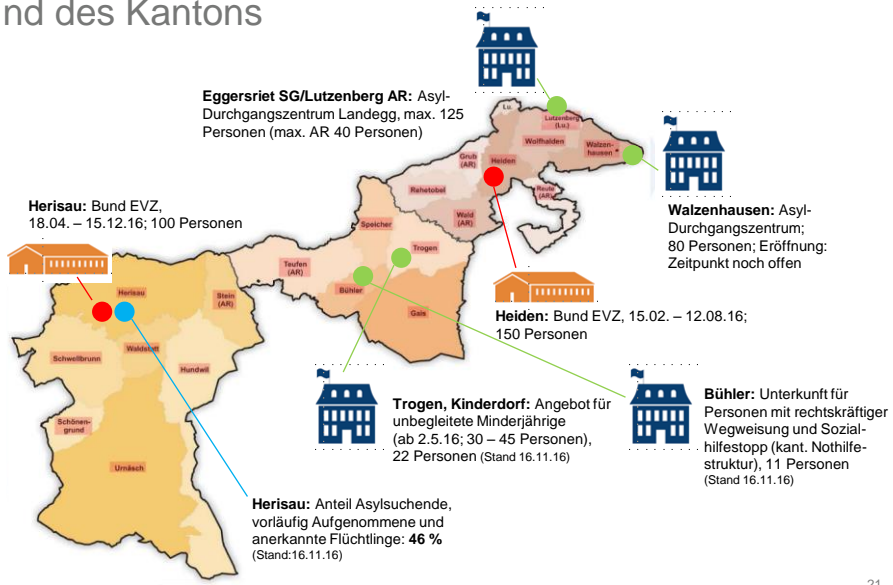 nd des Kantons
Eggersriet SG/Lutzenberg AR: Asyl-
Durchgangszentrum Landegg, max. 125
Personen (max. AR 40 Personen)
Lu.
Lutzenberg
(Lu.)
Wolfhalden
Walzen-
hausen
Grub
(AR)
Heiden
Rehetobel
Reute
(AR)
Wald
(AR)
Walzenhausen: Asyl-
Durchgangszentrum;
80 Personen; Eröffnung:
Zeitpunkt noch offen
Herisau: Bund EVZ,
18.04. – 15.12.16; 100 Personen
Speicher
Trogen
Teufen
(AR)
Bühler
Gais
Herisau
Stein
(AR)
Heiden: Bund EVZ, 15.02. – 12.08.16;
150 Personen
Schwellbrunn
Waldstatt
Hundwil
Schönen-
grund
Urnäsch
Trogen, Kinderdorf: Angebot für
unbegleitete Minderjährige
(ab 2.5.16; 30 – 45 Personen),
22 Personen (Stand 16.11.16)
Bühler: Unterkunft für
Personen mit rechtskräftiger
Wegweisung und Sozial-
hilfestopp (kant. Nothilfe-
struktur), 11 Personen
(Stand 16.11.16)
Herisau: Anteil Asylsuchende,
vorläufig Aufgenommene und
anerkannte Flüchtlinge: 46 %
(Stand:16.11.16)
21